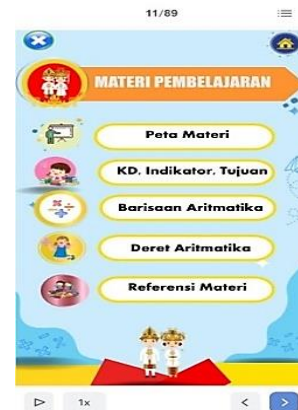 11/89
MATERI PEMBELAJARAN
Peta Materi
KD, Indikator, Tujuan
Barisaan Aritmatika
Deret Aritmatika
Referensi Materi
1x